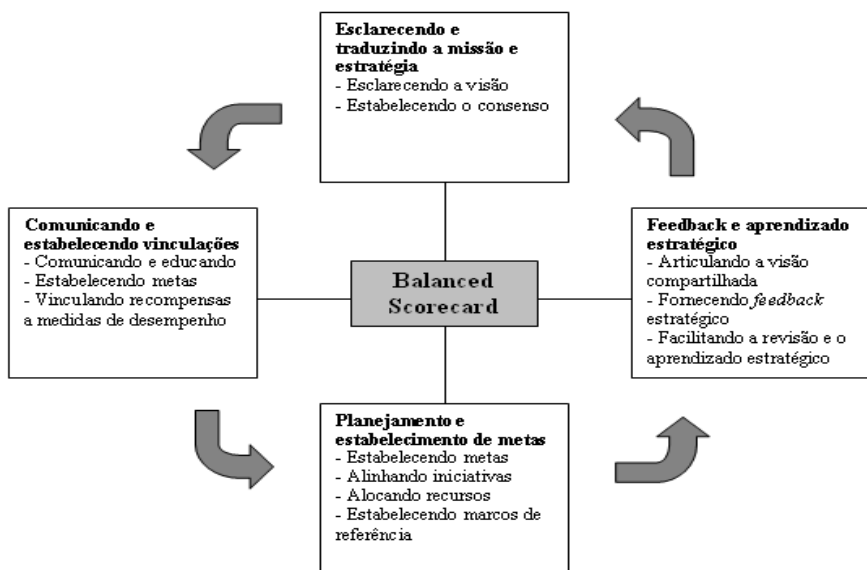 Esclarecendo e
traduzindo a missão e
estratégia
- Esclarecendo a visão
- Estabelecendo o consenso
Comunicando e
estabelecendo vinculações
- Comunicando e educando
- Estabelecendo metas
- Vinculando recompensas
a medidas de desempenho
Balanced
Scorecard
Feedback e aprendizado
estratégico
- Articulando a visão
compartilhada
- Fornecendo feedback
estratégico
- Facilitando a revisão e o
aprendizado estratégico
Planejamento e
estabelecimento de metas
- Estabelecendo metas
- Alinhando iniciativas
- Alocando recursos
- Estabelecendo marcos de
referência